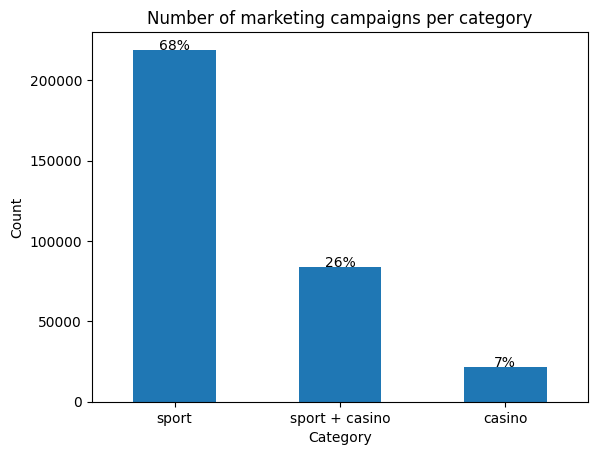 Number of marketing campaigns per category
68%
26%
7%
200000
150000
100000
50000
0
Count
sport
sport + casino
casino
Category